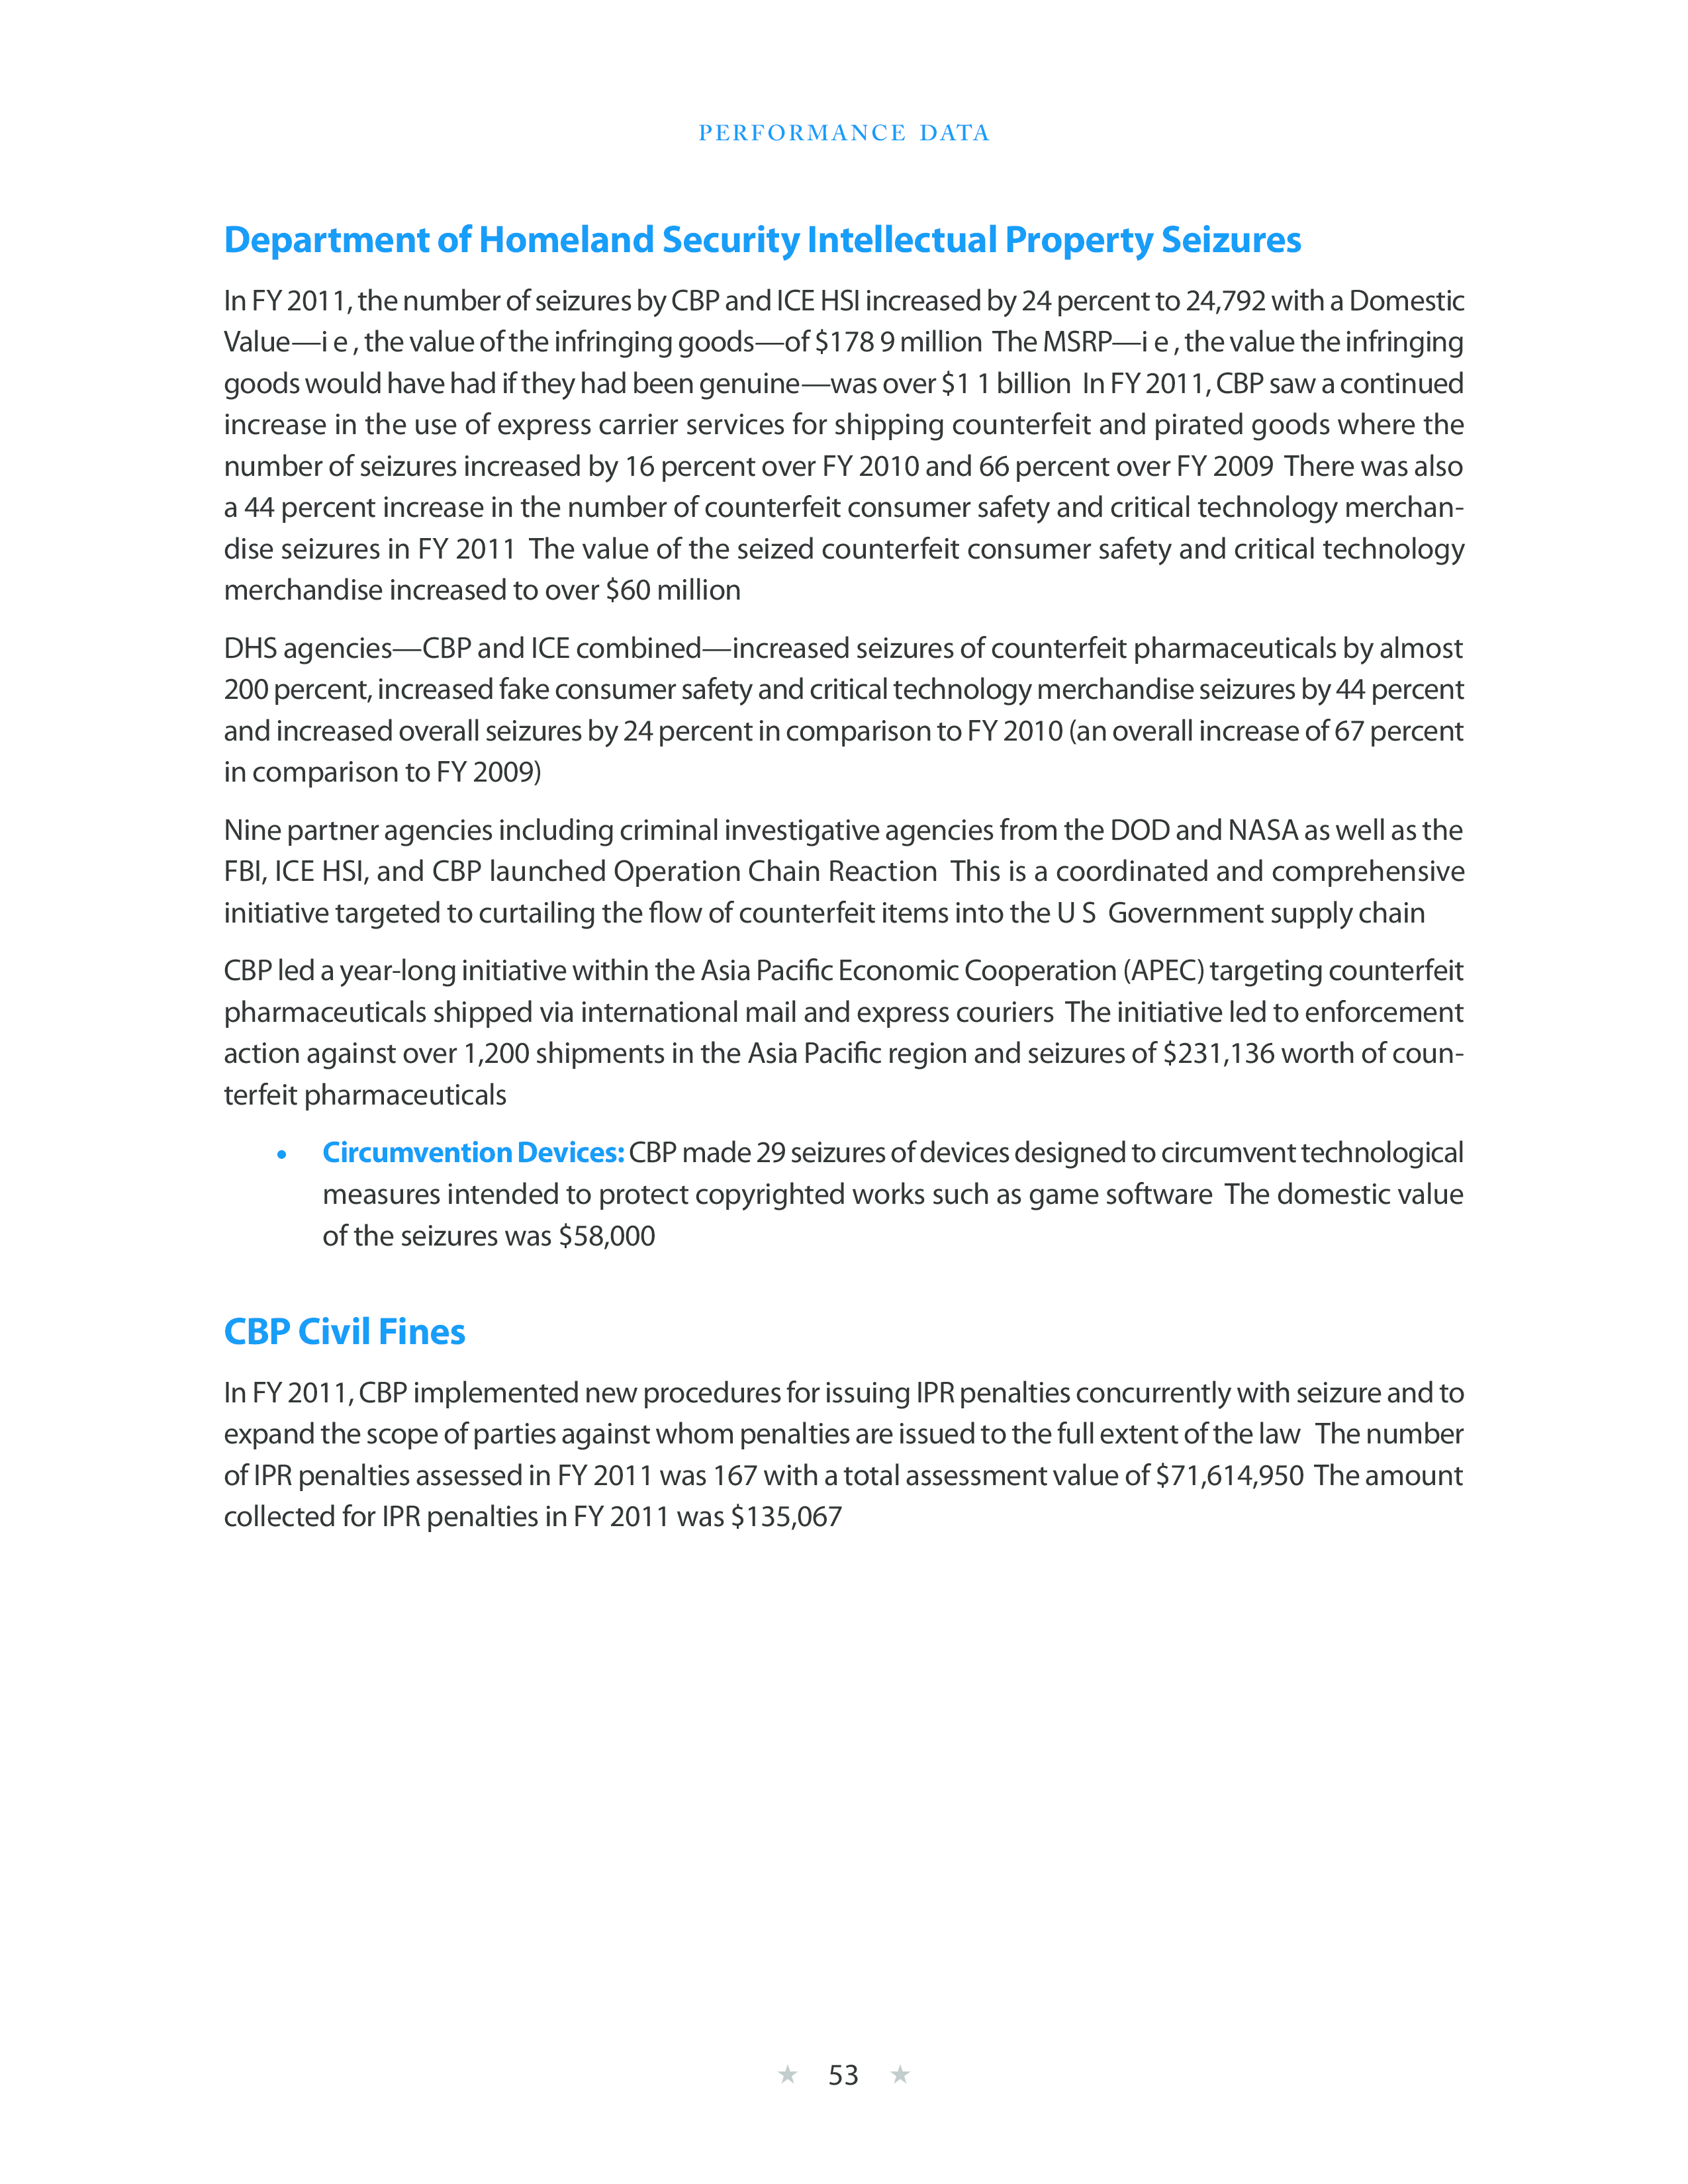 PERFORMANCE DATA
Department of Homeland Security Intellectual Property Seizures
In FY 2011, the number of seizures by CBP and ICE HSI increased by 24 percent to 24,792 with a Domestic
Value—i e , the value of the infringing goods—of $178 9 million The MSRP—i e , the value the infringing
goods would have had if they had been genuine—was over $1 1 billion In FY 2011, CBP saw a continued
increase in the use of express carrier services for shipping counterfeit and pirated goods where the
number of seizures increased by 16 percent over FY 2010 and 66 percent over FY 2009 There was also
a 44 percent increase in the number of counterfeit consumer safety and critical technology merchan-
dise seizures in FY 2011 The value of the seized counterfeit consumer safety and critical technology
merchandise increased to over $60 million
DHS agencies—CBP and ICE combined—increased seizures of counterfeit pharmaceuticals by almost
200 percent, increased fake consumer safety and critical technology merchandise seizures by 44 percent
and increased overall seizures by 24 percent in comparison to FY 2010 (an overall increase of 67 percent
in comparison to FY 2009)
Nine partner agencies including criminal investigative agencies from the DOD and NASA as well as the
FBI, ICE HSI, and CBP launched Operation Chain Reaction This is a coordinated and comprehensive
initiative targeted to curtailing the flow of counterfeit items into the U S Government supply chain
CBP led a year-long initiative within the Asia Pacific Economic Cooperation (APEC) targeting counterfeit
pharmaceuticals shipped via international mail and express couriers The initiative led to enforcement
action against over 1,200 shipments in the Asia Pacific region and seizures of $231,136 worth of coun-
terfeit pharmaceuticals
• Circumvention Devices: CBP made 29 seizures of devices designed to circumvent technological
measures intended to protect copyrighted works such as game software The domestic value
of the seizures was $58,000
CBP Civil Fines
In FY 2011, CBP implemented new procedures for issuing IPR penalties concurrently with seizure and to
expand the scope of parties against whom penalties are issued to the full extent of the law The number
of IPR penalties assessed in FY 2011 was 167 with a total assessment value of $71,614,950 The amount
collected for IPR penalties in FY 2011 was $135,067
★ 53 ★